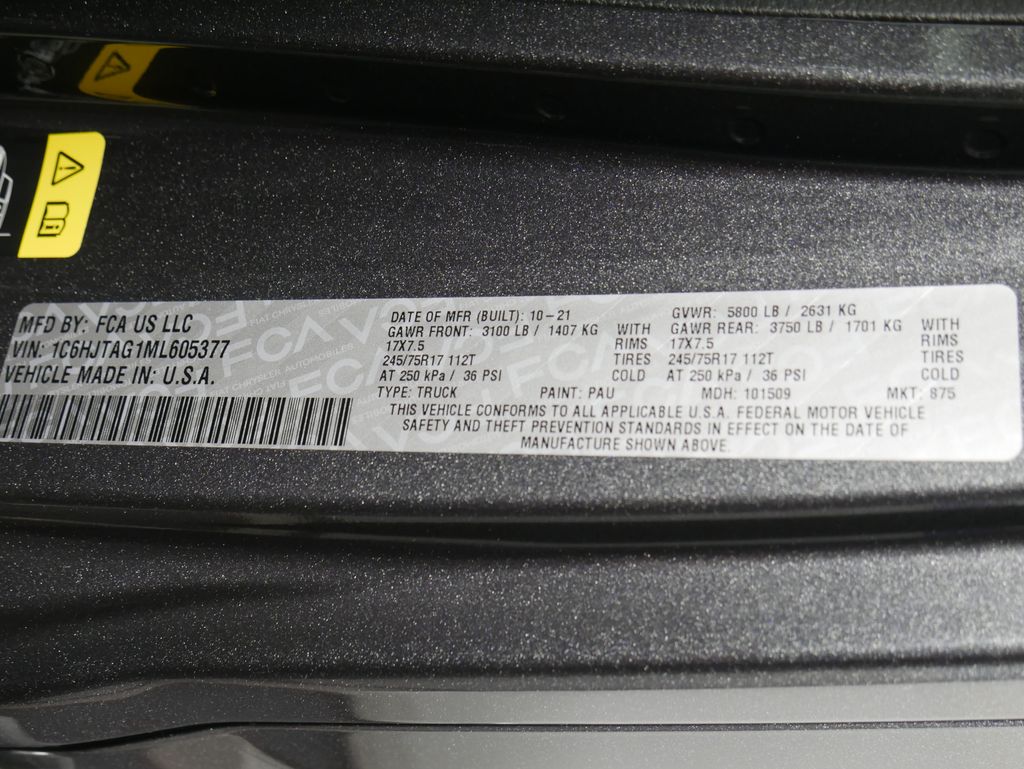 MFD BY: FCA US LLC
VIN: 1C6HJTAG1ML605377
VEHICLE MADE IN: U.S.A.
DATE OF MFR (BUILT): 10-21 GVWR: 5800 LB / 2631 KG
GAWR FRONT: 3100 LB / 1407 KG WITH GAWR REAR: 3750 LB / 1701 KG WITH
17X7.5 RIMS 17X7.5 RIMS
245/75R17 112T TIRES 245/75R17 112T TIRES
AT 250 kPa / 36 PSI COLD AT 250 kPa / 36 PSI COLD
TYPE: TRUCK PAINT: PAU MDH: 101509 MKT: 875
THIS VEHICLE CONFORMS TO ALL APPLICABLE U.S.A. FEDERAL MOTOR VEHICLE
SAFETY AND THEFT PREVENTION STANDARDS IN EFFECT ON THE DATE OF
MANUFACTURE SHOWN ABOVE.